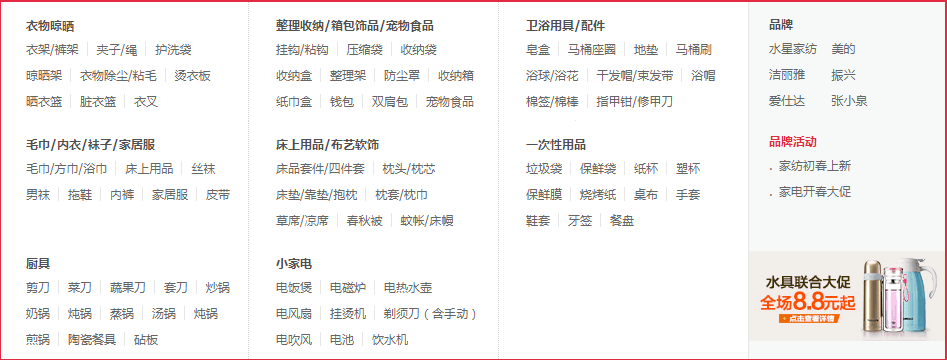 衣物晾晒
衣架/裤架 夹子/绳 护洗袋
晾晒架 衣物除尘/粘毛 烫衣板
晒衣篮 脏衣篮 衣叉
整理收纳/箱包饰品/宠物食品
挂钩/粘钩 压缩袋 收纳袋
收纳盒 整理架 防尘罩 收纳箱
纸巾盒 钱包 双肩包 宠物食品
卫浴用具/配件
皂盒 马桶座圈 地垫 马桶刷
浴球/浴花 干发帽/束发带 浴帽
棉签/棉棒 指甲钳/修甲刀
毛巾/内衣/袜子/家居服
毛巾/方巾/浴巾 床上用品 丝袜
男袜 拖鞋 内裤 家居服 皮带
床上用品/布艺软饰
床品套件/四件套 枕头/枕芯
床垫/靠垫/抱枕 枕套/枕巾
草席/凉席 春秋被 蚊帐/床幔
一次性用品
垃圾袋 保鲜袋 纸杯 塑杯
保鲜膜 烧烤纸 桌布 手套
鞋套 牙签 餐盘
厨具
剪刀 菜刀 蔬果刀 套刀 炒锅
奶锅 炖锅 蒸锅 汤锅 炖锅
煎锅 陶瓷餐具 砧板
小家电
电饭煲 电磁炉 电热水壶
电风扇 挂烫机 剃须刀（含手动）
电吹风 电池 饮水机
品牌
水星家纺 美的
洁丽雅 振兴
爱仕达 张小泉
品牌活动
. 家纺初春上新
. 家电开春大促
水具联合大促
全场8.8元起
点击查看详情